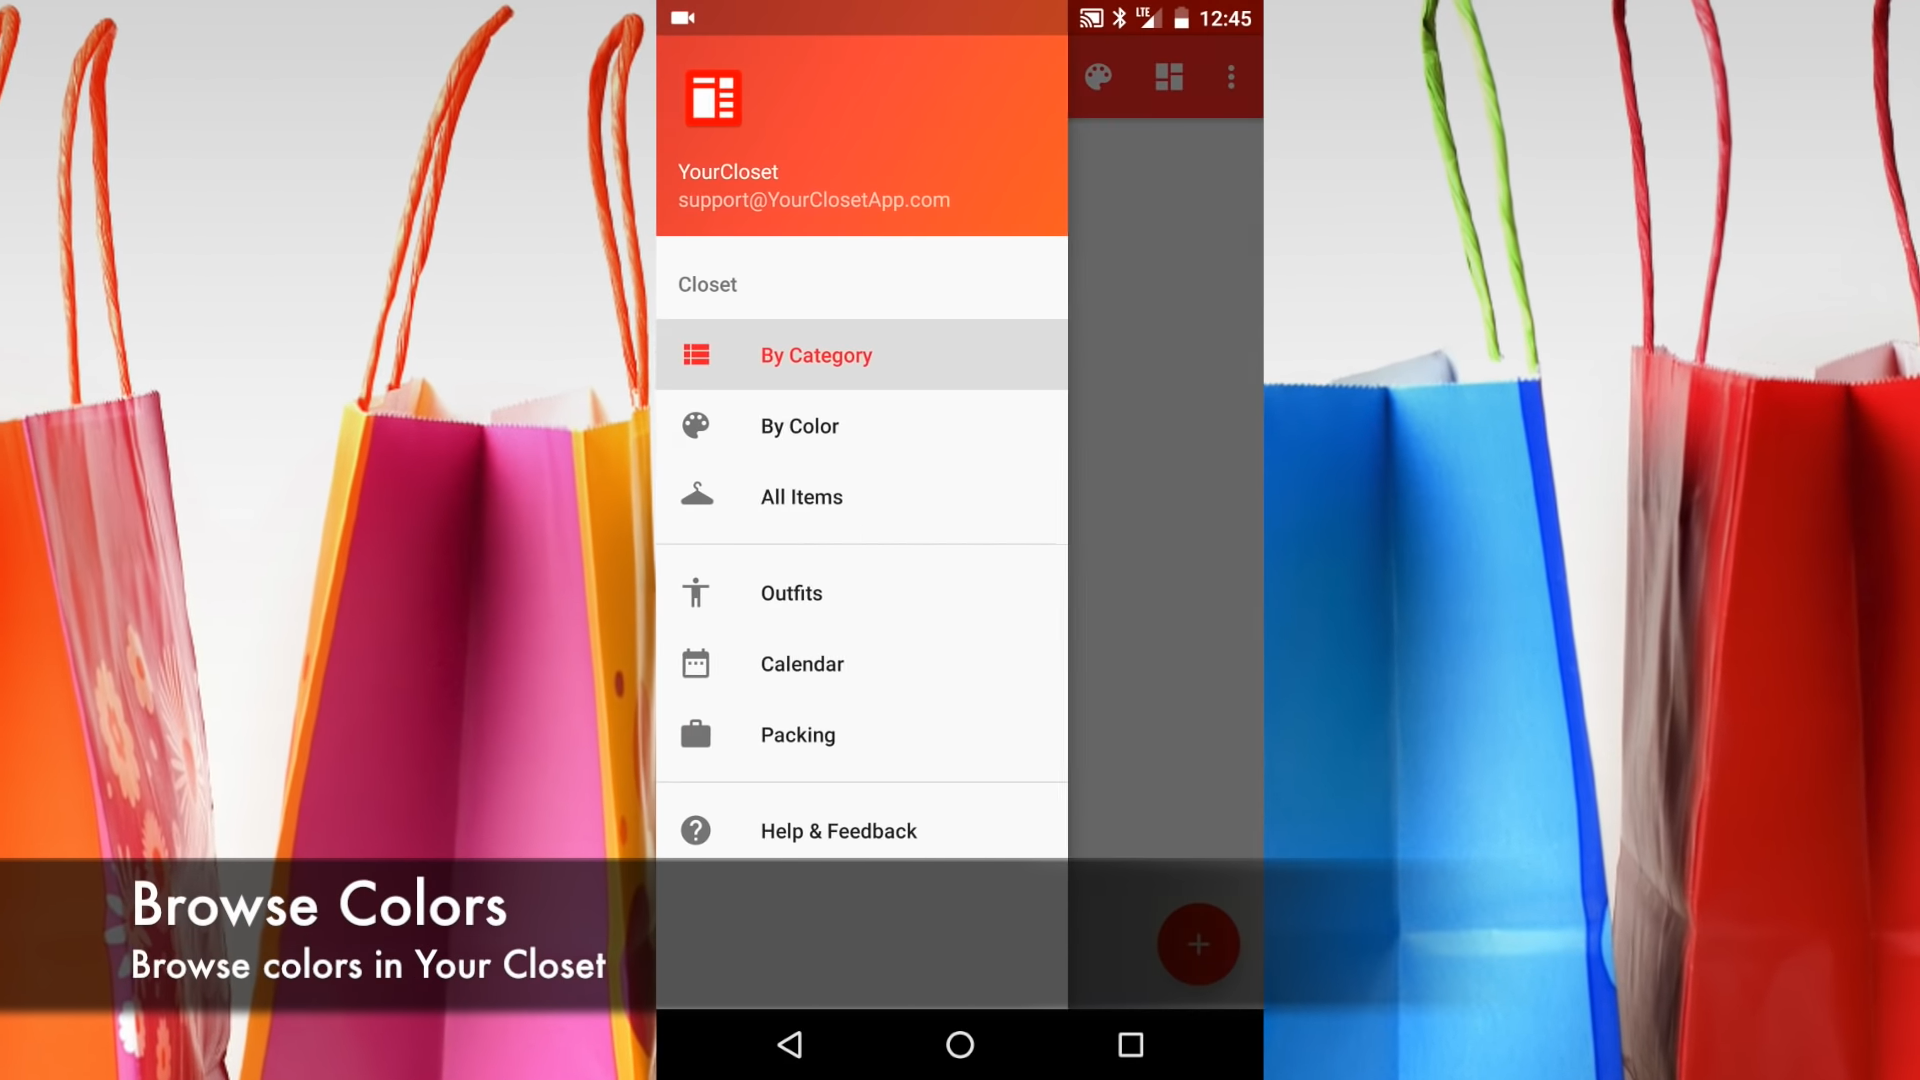 LTE 12:45
YourCloset
support@YourClosetApp.com
Closet
By Category
By Color
All Items
Outfits
Calendar
Packing
Help & Feedback
Browse Colors
Browse colors in Your Closet